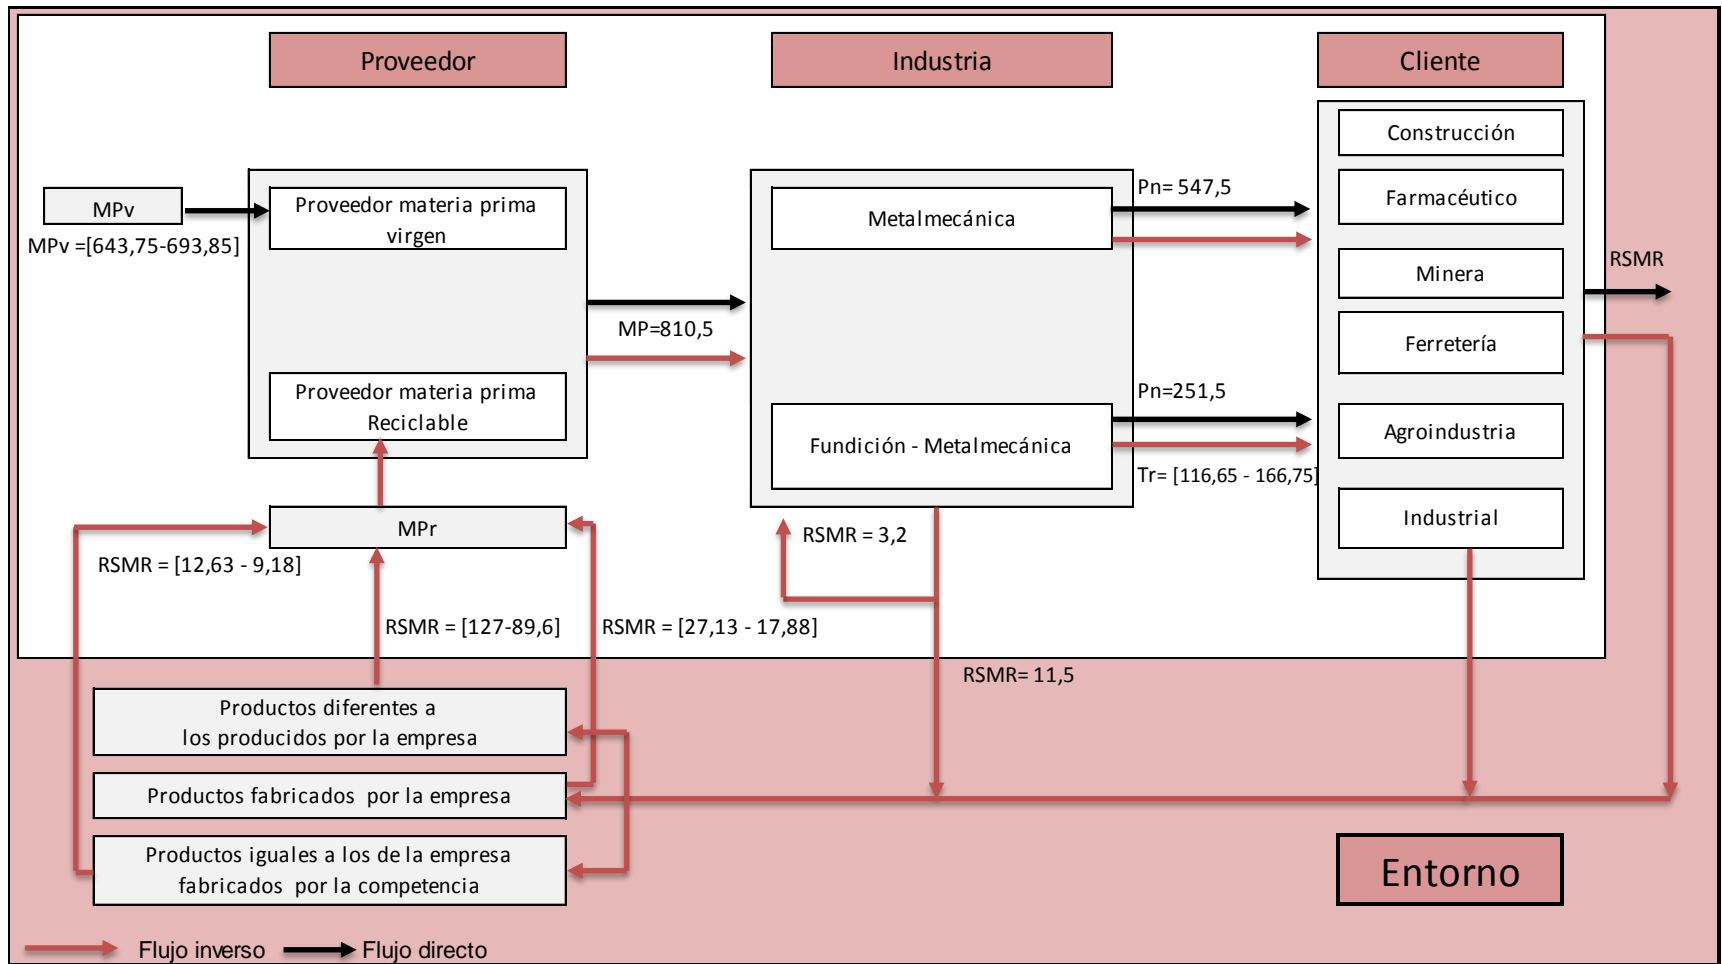 Proveedor
Industria
Cliente
MPv
MPv =[643,75-693,85]
Proveedor materia prima
virgen
Proveedor materia prima
Reciclable
MP=810,5
Metalmecánica
Fundición - Metalmecánica
Pn= 547,5
Pn=251,5
Tr= [116,65 - 166,75]
Construcción
Farmacéutico
Minera
Ferretería
Agroindustria
Industrial
RSMR
MPr
RSMR = [12,63 - 9,18]
RSMR = [127-89,6]
RSMR = [27,13 - 17,88]
RSMR = 3,2
RSMR= 11,5
Productos diferentes a
los producidos por la empresa
Productos fabricados por la empresa
Productos iguales a los de la empresa
fabricados por la competencia
Entorno
Flujo inverso
Flujo directo